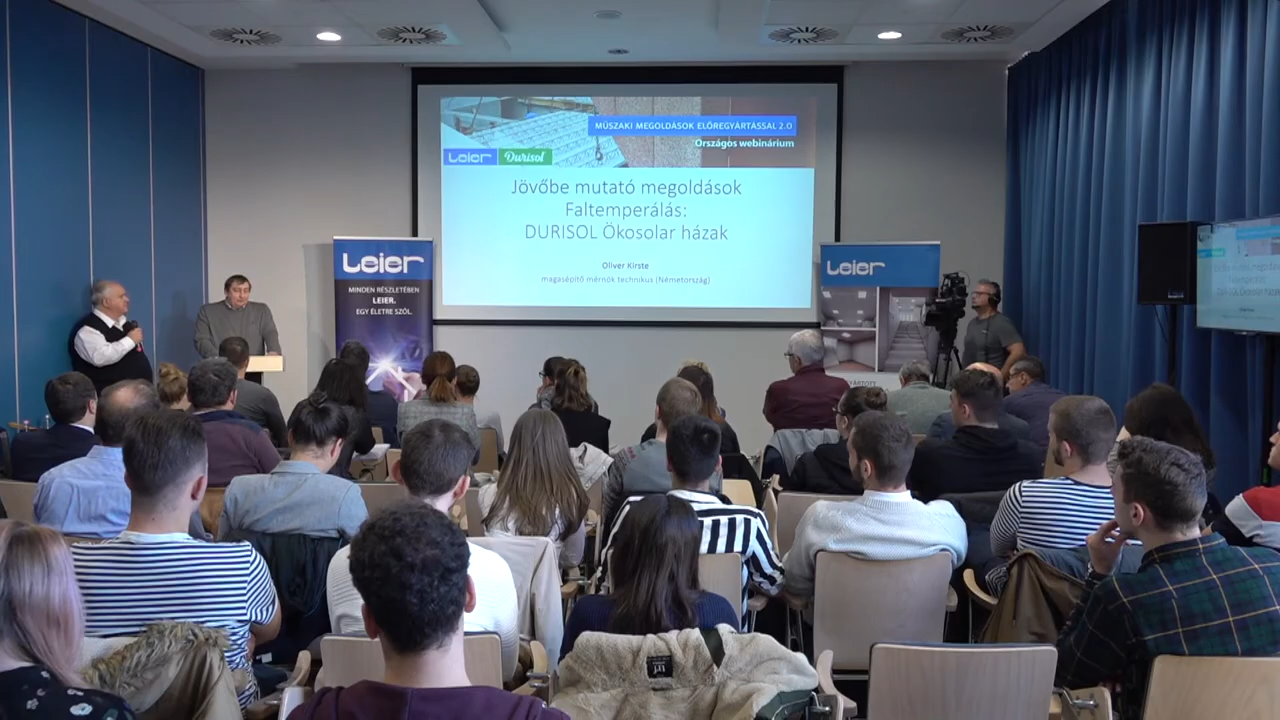 MŰSZAKI MEGOLDÁSOK ELŐREGYÁRTÁSSAL 2.0
Országos webinárium
Leier Durisol
Jövőbe mutató megoldások
Faltemperálás:
DURISOL Ökosolar házak
Oliver Kirste
magasépítő mérnök technikus (Németország)
Leier
MINDEN RÉSZLETÉBEN
LEIER.
EGY ÉLETRE SZÓL.
Leier